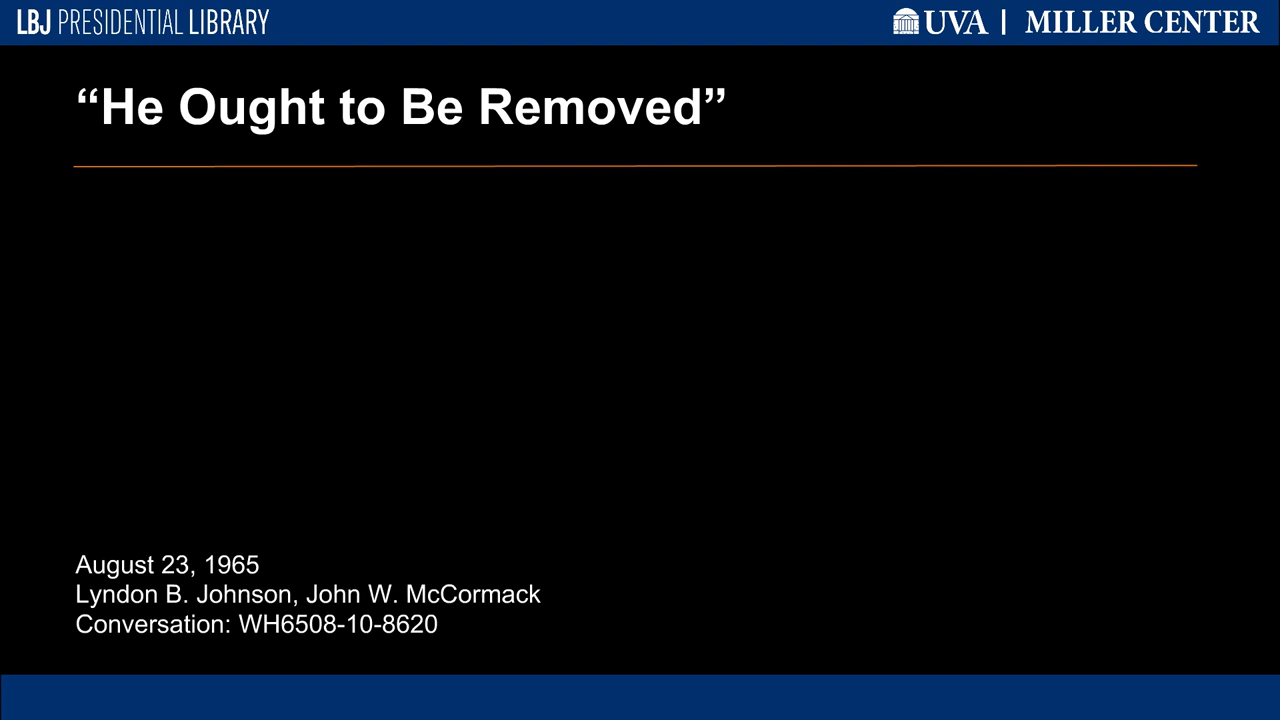 LBJ PRESIDENTIAL LIBRARY
UVA | MILLER CENTER
“He Ought to Be Removed”
August 23, 1965
Lyndon B. Johnson, John W. McCormack
Conversation: WH6508-10-8620